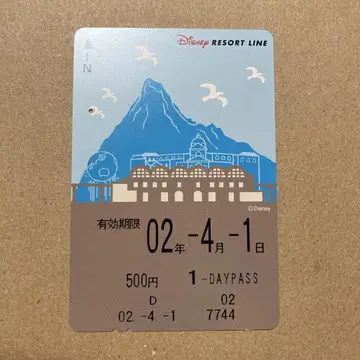 Disney RESORT LINE
N
©Disney
有効期限 02年-4月-1日
500円 1-DAYPASS
D 02
02.-4.-1 7744